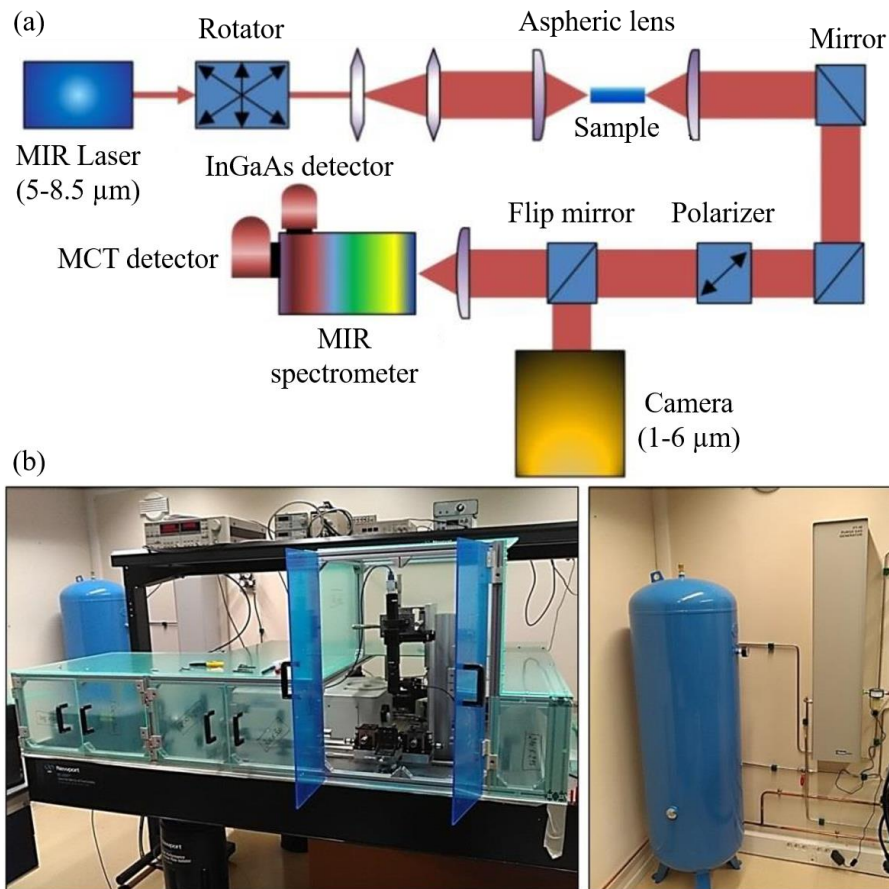 (a)
Rotator
Aspheric lens
Mirror
MIR Laser
(5-8.5 µm)
Sample
InGaAs detector
MCT detector
Flip mirror
Polarizer
MIR
spectrometer
Camera
(1-6 µm)
(b)
Newport